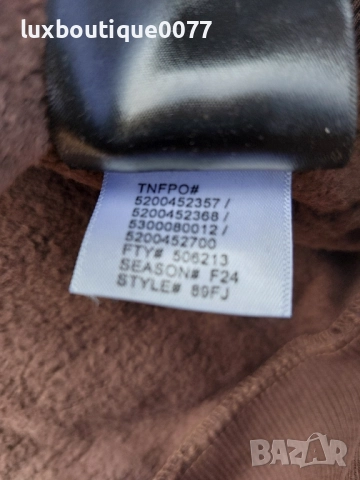 luxboutique0077
TNFPO#
5200452357 /
5200452368 /
5300080012 /
5200452700
FTY# 506213
SEASON# F24
STYLE# 89FJ
BAZAR